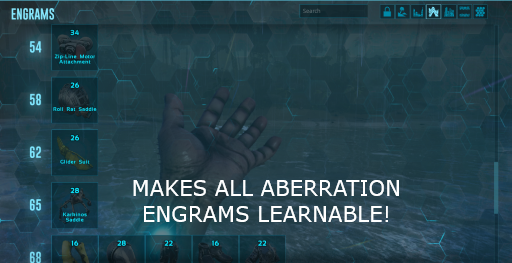 ENGRAMS
Search
54
34
Zip-Line Motor
Attachment
58
26
Roll Rat Saddle
62
26
Glider Suit
65
28
Karkinos
Saddle
MAKES ALL ABERRATION
ENGRAMS LEARNABLE!
68
16 28 22 16 22